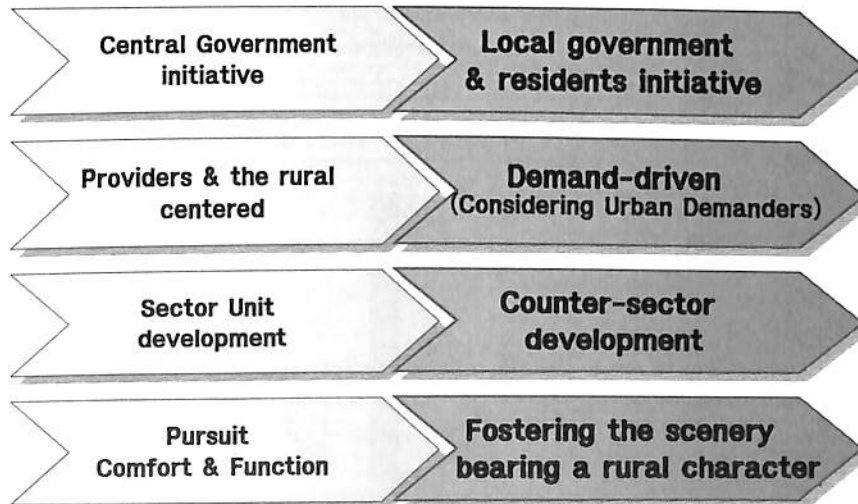 Central Government
initiative
Local government
& residents initiative
Providers & the rural
centered
Demand-driven
(Considering Urban Demanders)
Sector Unit
development
Counter-sector
development
Pursuit
Comfort & Function
Fostering the scenery
bearing a rural character